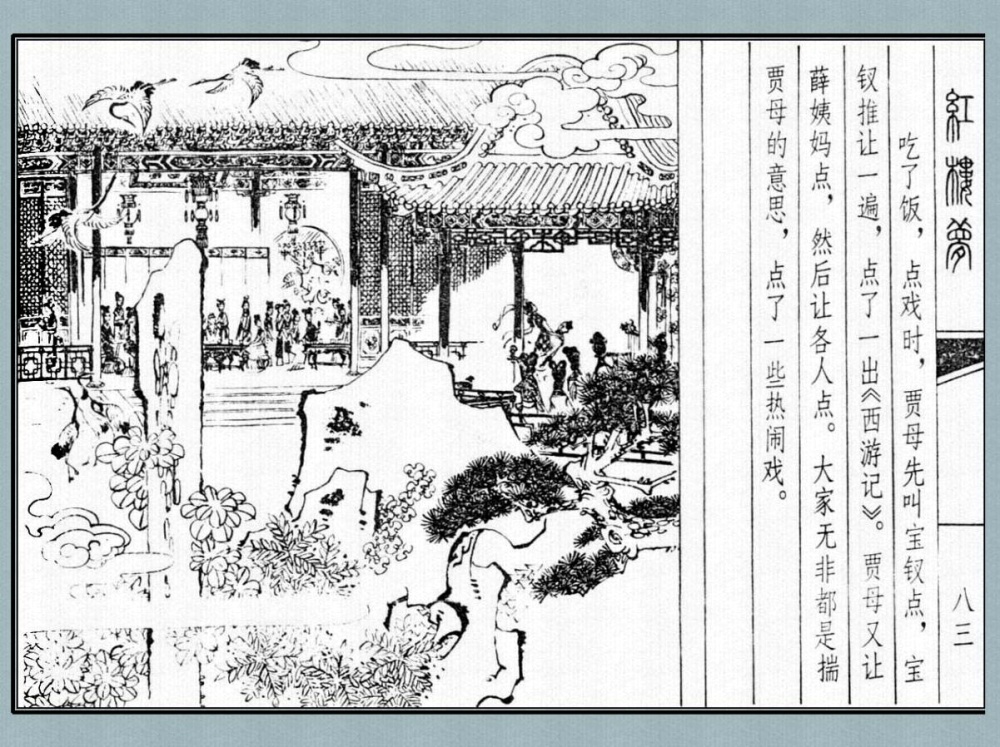 紅樓夢
八三
吃了饭，点戏时，贾母先叫宝钗点，宝
钗推让一遍，点了一出《西游记》。贾母又让
薛姨妈点，然后让各人点。大家无非都是揣
贾母的意思，点了一些热闹戏。